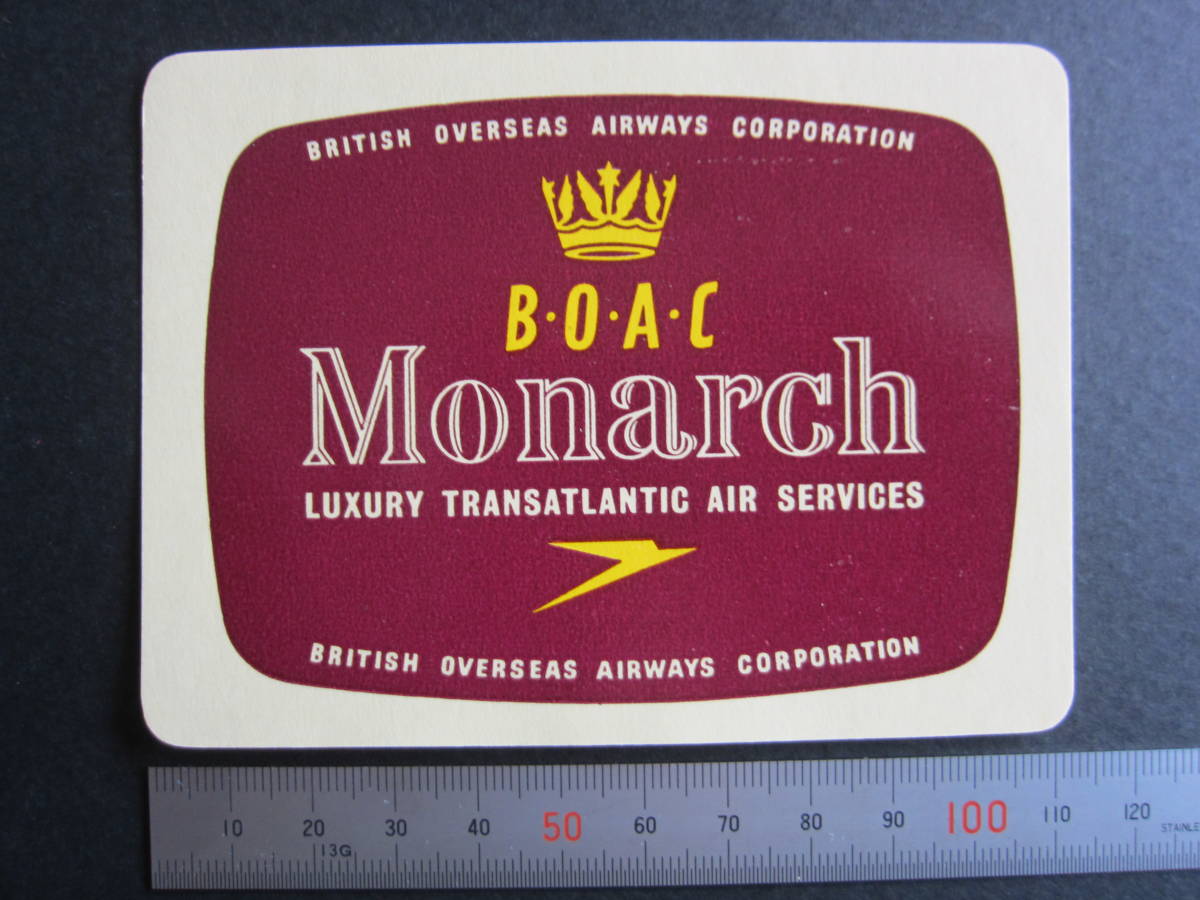 BRITISH OVERSEAS AIRWAYS CORPORATION
B·O·A·C
Monarch
LUXURY TRANSATLANTIC AIR SERVICES
BRITISH OVERSEAS AIRWAYS CORPORATION
10 20 30 40 50 60 70 80 90 100 110 120
13G